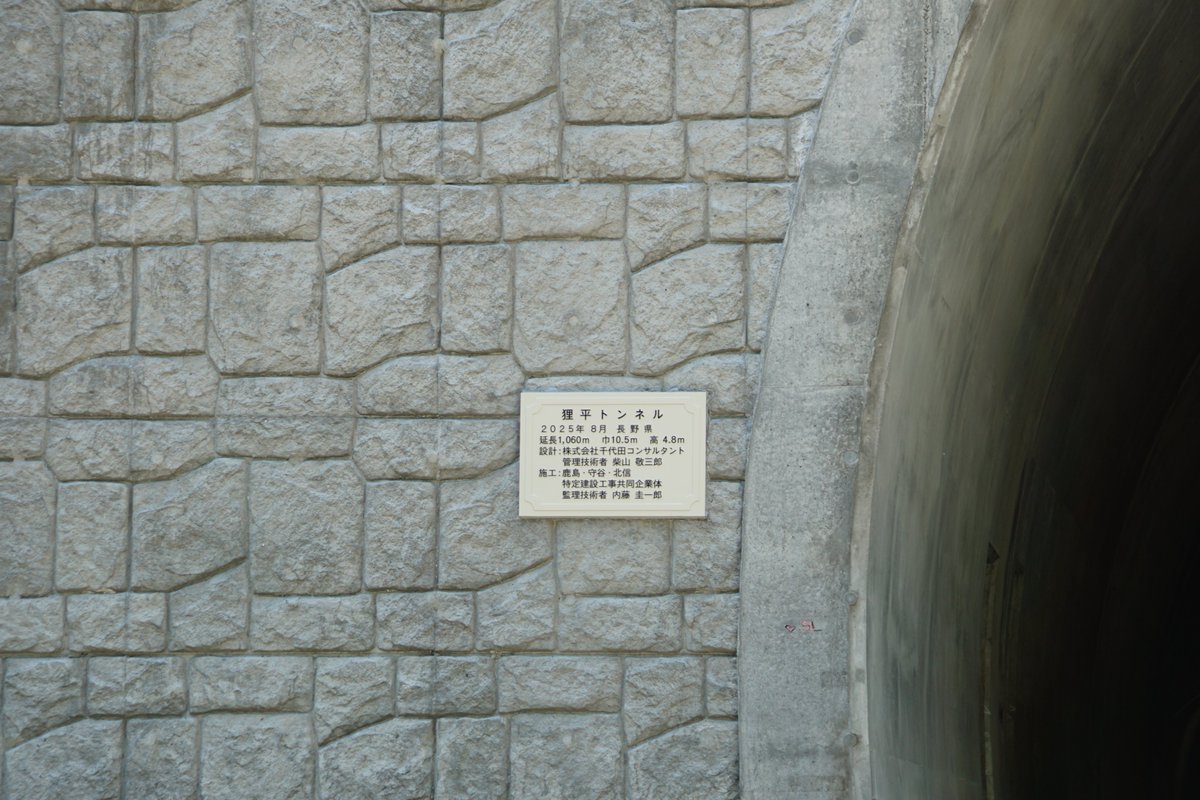 狸平トンネル
2025年 8月 長野県
延長1,060m 巾10.5m 高 4.8m
設計:株式会社千代田コンサルタント
管理技術者 柴山 敬三郎
施工:鹿島・守谷・北信
特定建設工事共同企業体
監理技術者 内藤 圭一郎